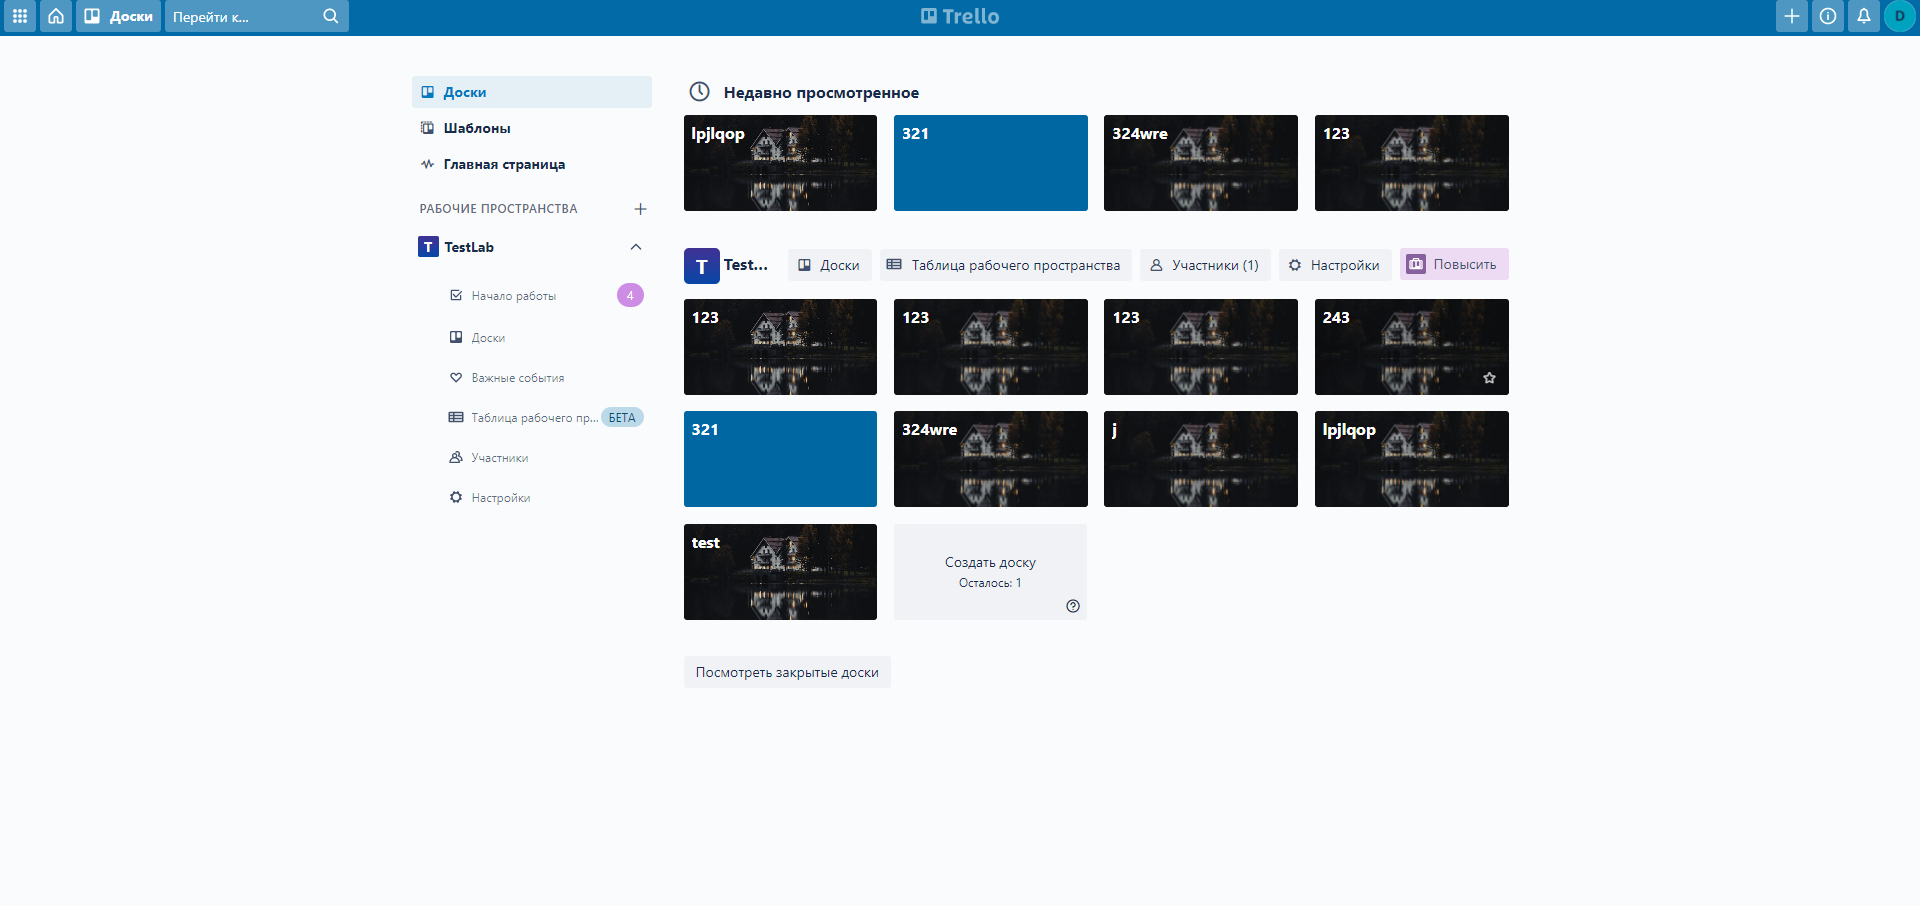 Доски
Перейти к...
Trello
D
Доски
Шаблоны
Главная страница
РАБОЧИЕ ПРОСТРАНСТВА
T TestLab
Начало работы 4
Доски
Важные события
Таблица рабочего пр... БЕТА
Участники
Настройки
Недавно просмотренное
lpjlqop
321
324wre
123
T Test...
Доски
Таблица рабочего пространства
Участники (1)
Настройки
Повысить
123
123
123
243
321
324wre
j
lpjlqop
test
Создать доску
Осталось: 1
Посмотреть закрытые доски